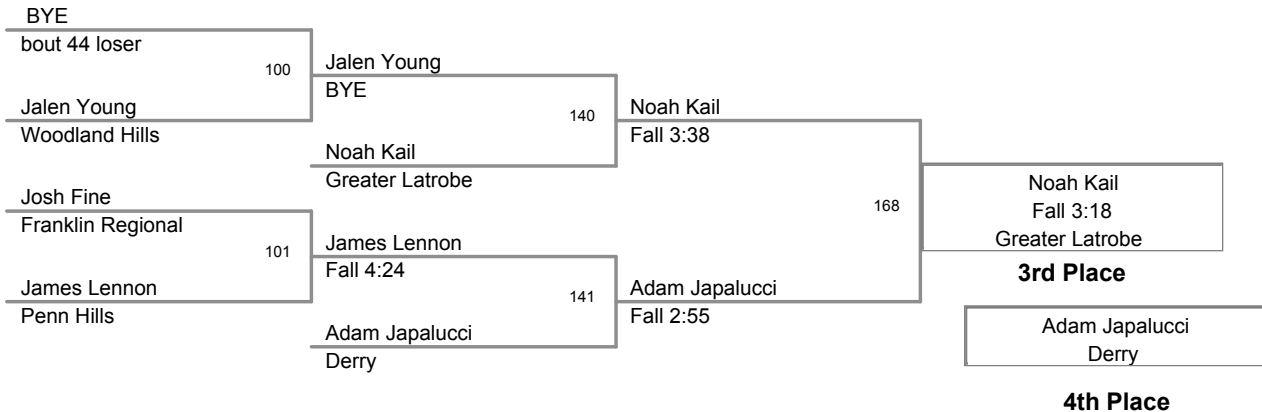 BYE
bout 44 loser
100
Jalen Young
Woodland Hills
Jalen Young
BYE
140
Noah Kail
Greater Latrobe
Noah Kail
Fall 3:38
Josh Fine
Franklin Regional
101
James Lennon
Penn Hills
James Lennon
Fall 4:24
141
Adam Japalucci
Derry
Adam Japalucci
Fall 2:55
168
Noah Kail
Fall 3:18
Greater Latrobe
3rd Place
Adam Japalucci
Derry
4th Place